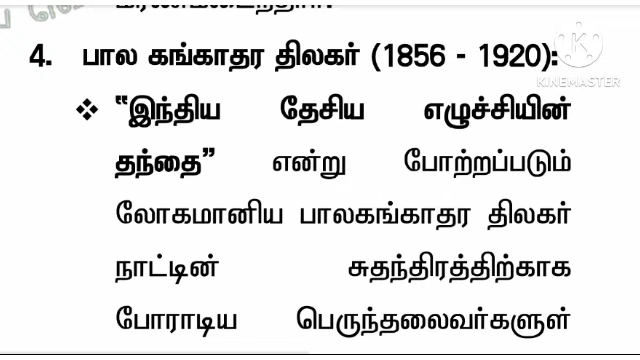 4. பால கங்காதர திலகர் (1856 - 1920):
KINEMASTER
❖ “இந்திய தேசிய எழுச்சியின்
தந்தை” என்று போற்றப்படும்
லோகமானிய பாலகங்காதர திலகர்
நாட்டின் சுதந்திரத்திற்காக
போராடிய பெருந்தலைவர்களுள்